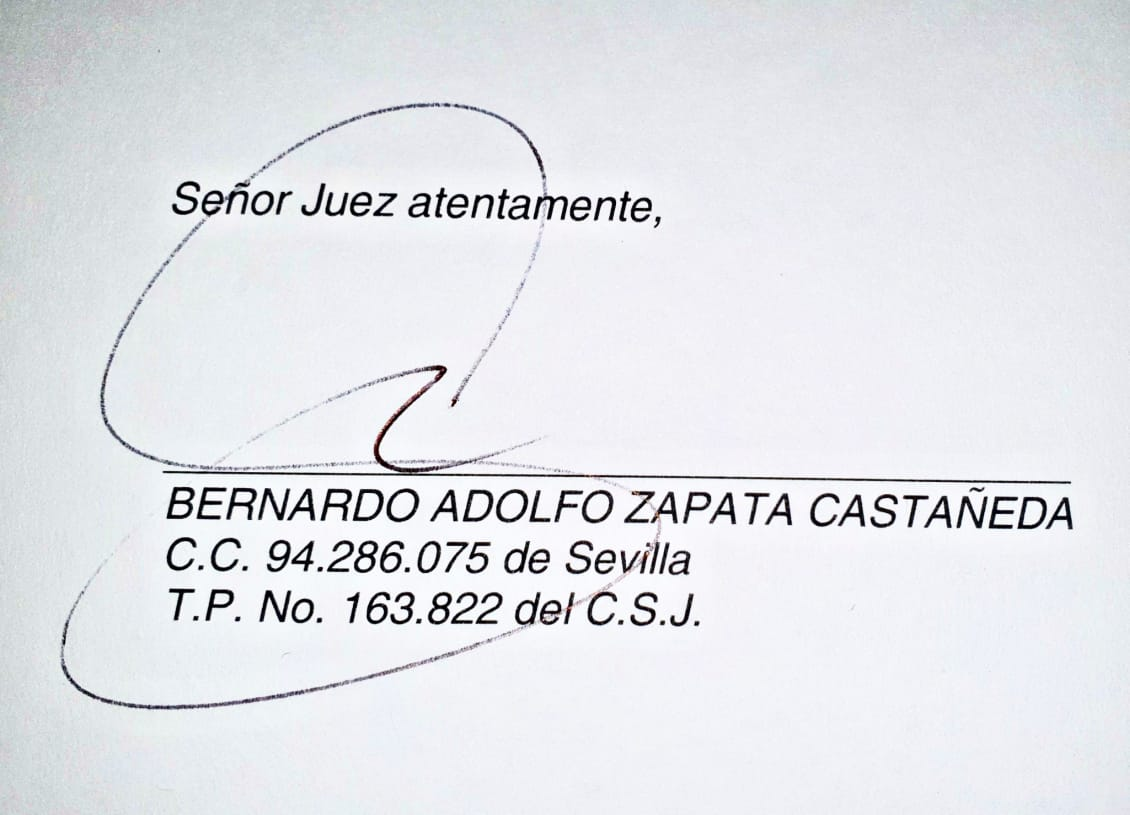 Señor Juez atentamente,
BERNARDO ADOLFO ZAPATA CASTAÑEDA
C.C. 94.286.075 de Sevilla
T.P. No. 163.822 del C.S.J.